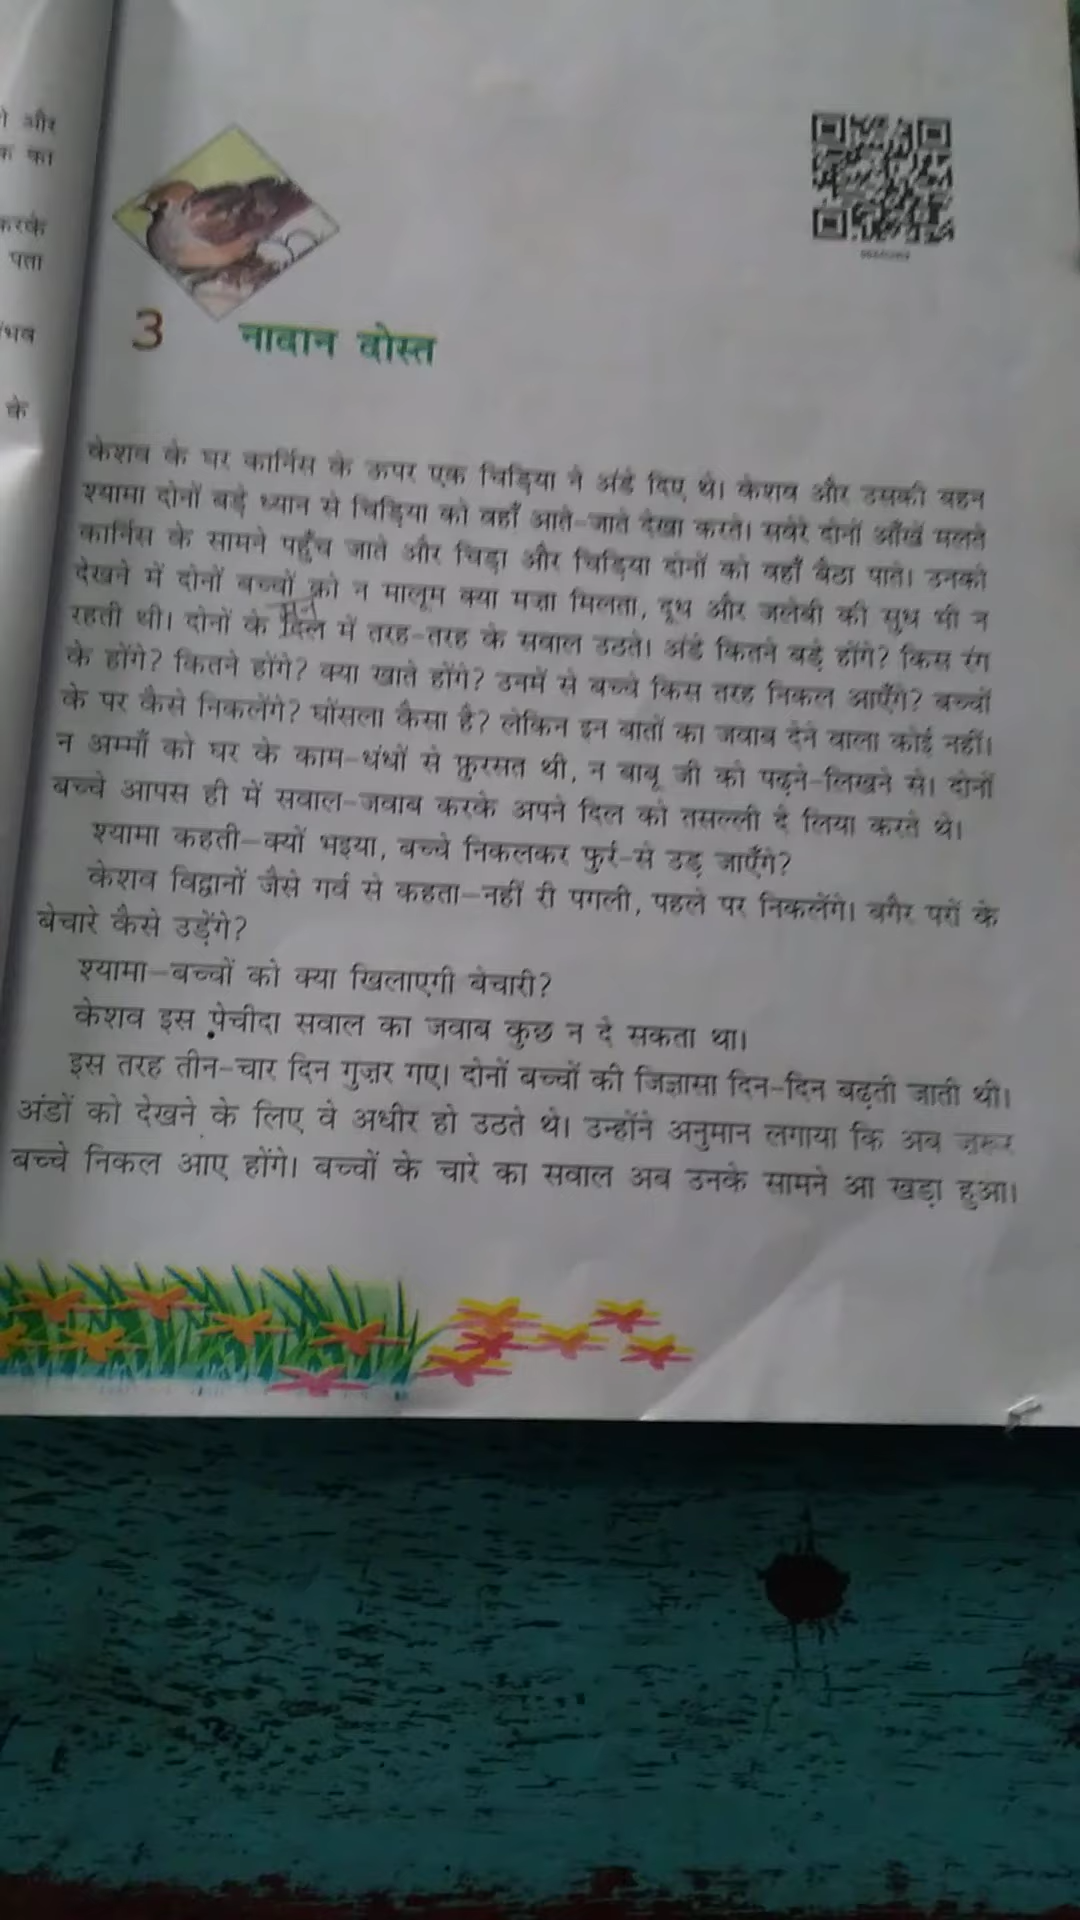 ो और
क का
करके
पता
ंभव
के
3 नादान दोस्त
केशव के घर कार्निस के ऊपर एक चिड़िया ने अंडे दिए थे। केशव और उसकी बहन
श्यामा दोनों बड़े ध्यान से चिड़िया को वहाँ आते-जाते देखा करते। सवेरे दोनों आँखें मलते
कार्निस के सामने पहुँच जाते और चिड़ा और चिड़िया दोनों को वहाँ बैठा पाते। उनको
देखने में दोनों बच्चों को न मालूम क्या मज़ा मिलता, दूध और जलेबी की सुध भी न
मन
रहती थी। दोनों के दिल में तरह-तरह के सवाल उठते। अंडे कितने बड़े होंगे? किस रंग
के होंगे? कितने होंगे? क्या खाते होंगे? उनमें से बच्चे किस तरह निकल आएँगे? बच्चों
के पर कैसे निकलेंगे? घोंसला कैसा है? लेकिन इन बातों का जवाब देने वाला कोई नहीं।
न अम्माँ को घर के काम-धंधों से फ़ुरसत थी, न बाबू जी को पढ़ने-लिखने से। दोनों
बच्चे आपस ही में सवाल-जवाब करके अपने दिल को तसल्ली दे लिया करते थे।
श्यामा कहती—क्यों भइया, बच्चे निकलकर फुर्र-से उड़ जाएँगे?
केशव विद्वानों जैसे गर्व से कहता—नहीं री पगली, पहले पर निकलेंगे। बगैर परों के
बेचारे कैसे उड़ेंगे?
श्यामा—बच्चों को क्या खिलाएगी बेचारी?
केशव इस पेचीदा सवाल का जवाब कुछ न दे सकता था।
इस तरह तीन-चार दिन गुज़र गए। दोनों बच्चों की जिज्ञासा दिन-दिन बढ़ती जाती थी।
अंडों को देखने के लिए वे अधीर हो उठते थे। उन्होंने अनुमान लगाया कि अब ज़रूर
बच्चे निकल आए होंगे। बच्चों के चारे का सवाल अब उनके सामने आ खड़ा हुआ।